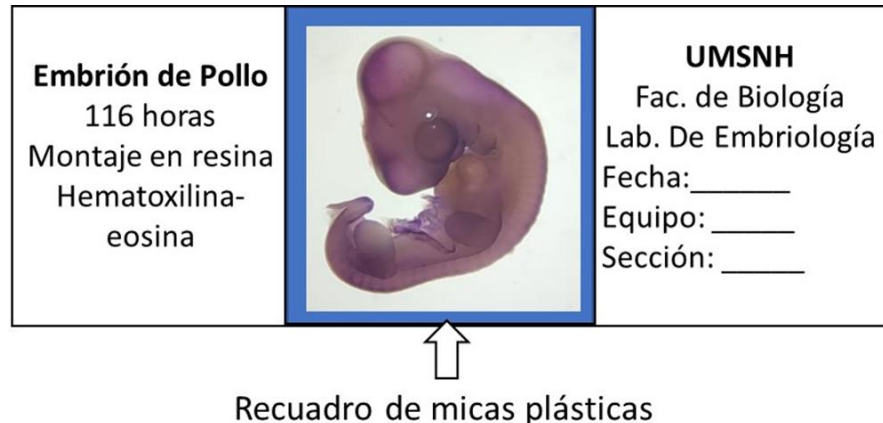 Embrión de Pollo
116 horas
Montaje en resina
Hematoxilina-
eosina
UMSNH
Fac. de Biología
Lab. De Embriología
Fecha:______
Equipo: _____
Sección: _____
Recuadro de micas plásticas